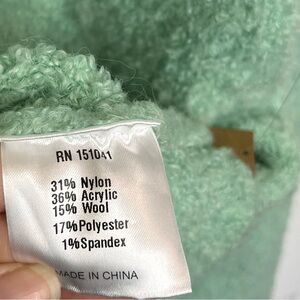 RN 151041
31% Nylon
36% Acrylic
15% Wool
17% Polyester
1% Spandex
MADE IN CHINA